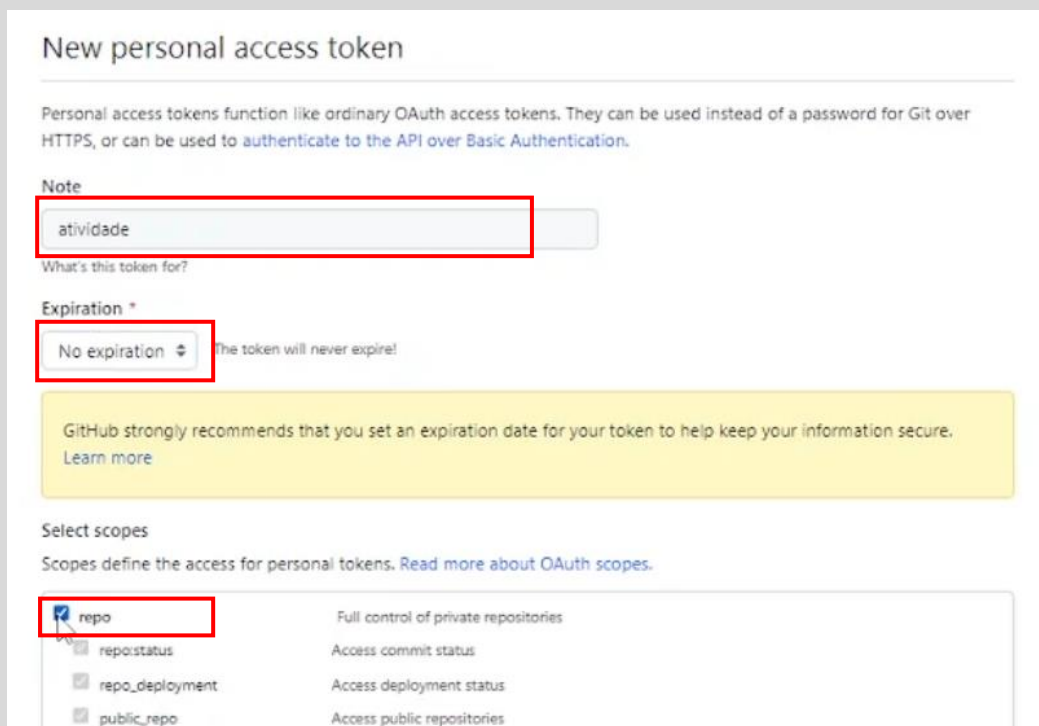 New personal access token
Personal access tokens function like ordinary OAuth access tokens. They can be used instead of a password for Git over
HTTPS, or can be used to authenticate to the API over Basic Authentication.
Note
atividade
What's this token for?
Expiration *
No expiration The token will never expire!
GitHub strongly recommends that you set an expiration date for your token to help keep your information secure.
Learn more
Select scopes
Scopes define the access for personal tokens. Read more about OAuth scopes.
repo Full control of private repositories
repo:status Access commit status
repo_deployment Access deployment status
public_repo Access public repositories